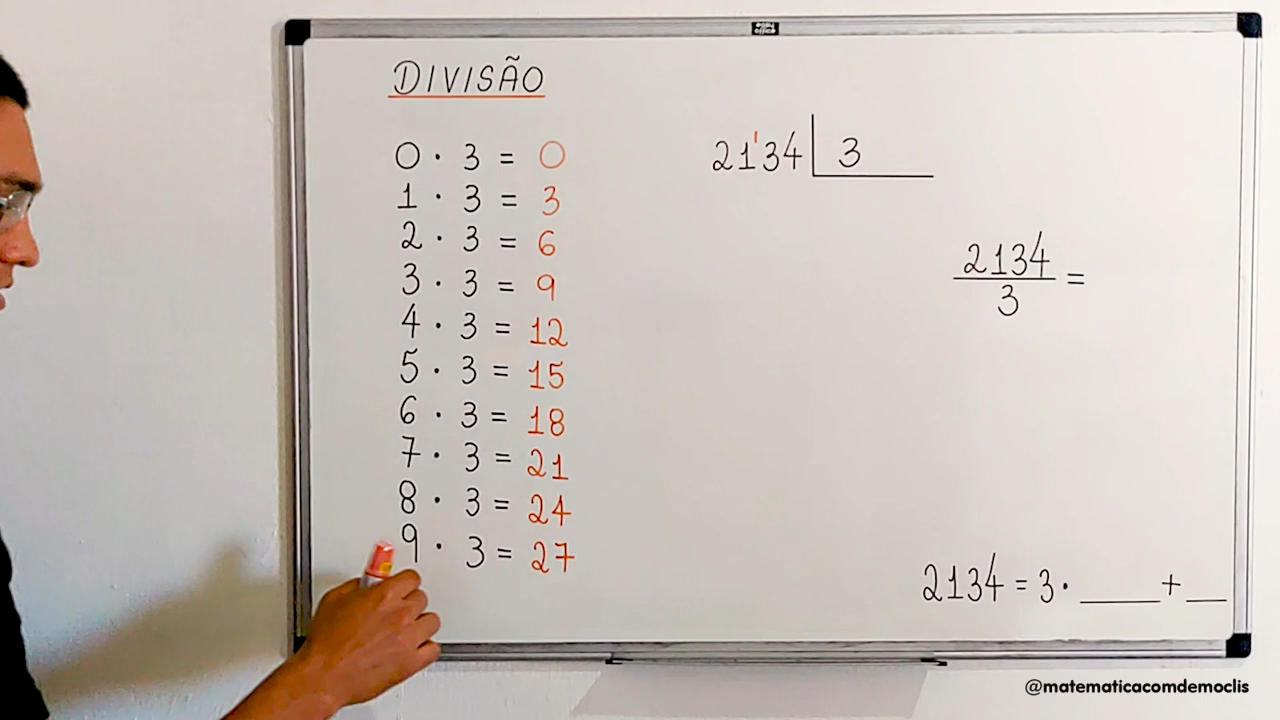 DIVISÃO
0 · 3 = 0
1 · 3 = 3
2 · 3 = 6
3 · 3 = 9
4 · 3 = 12
5 · 3 = 15
6 · 3 = 18
7 · 3 = 21
8 · 3 = 24
9 · 3 = 27
21'34 3
2134
3 =
2134 = 3 · ____ + __
@matematicacomdemoclis